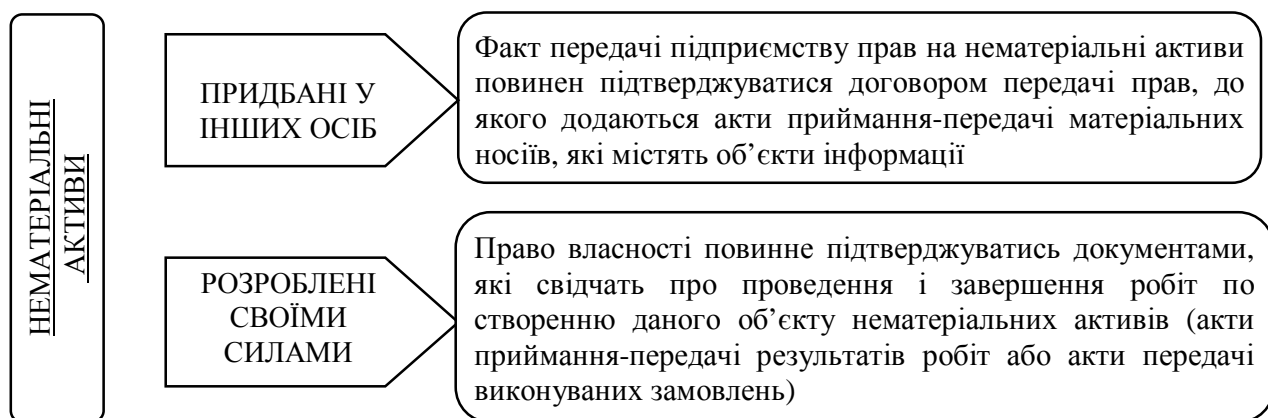 НЕМАТЕРІАЛЬНІ
АКТИВИ
ПРИДБАНІ У
ІНШИХ ОСІБ
Факт передачі підприємству прав на нематеріальні активи
повинен підтверджуватися договором передачі прав, до
якого додаються акти приймання-передачі матеріальних
носіїв, які містять об’єкти інформації
РОЗРОБЛЕНІ
СВОЇМИ
СИЛАМИ
Право власності повинне підтверджуватись документами,
які свідчать про проведення і завершення робіт по
створенню даного об’єкту нематеріальних активів (акти
приймання-передачі результатів робіт або акти передачі
виконуваних замовлень)